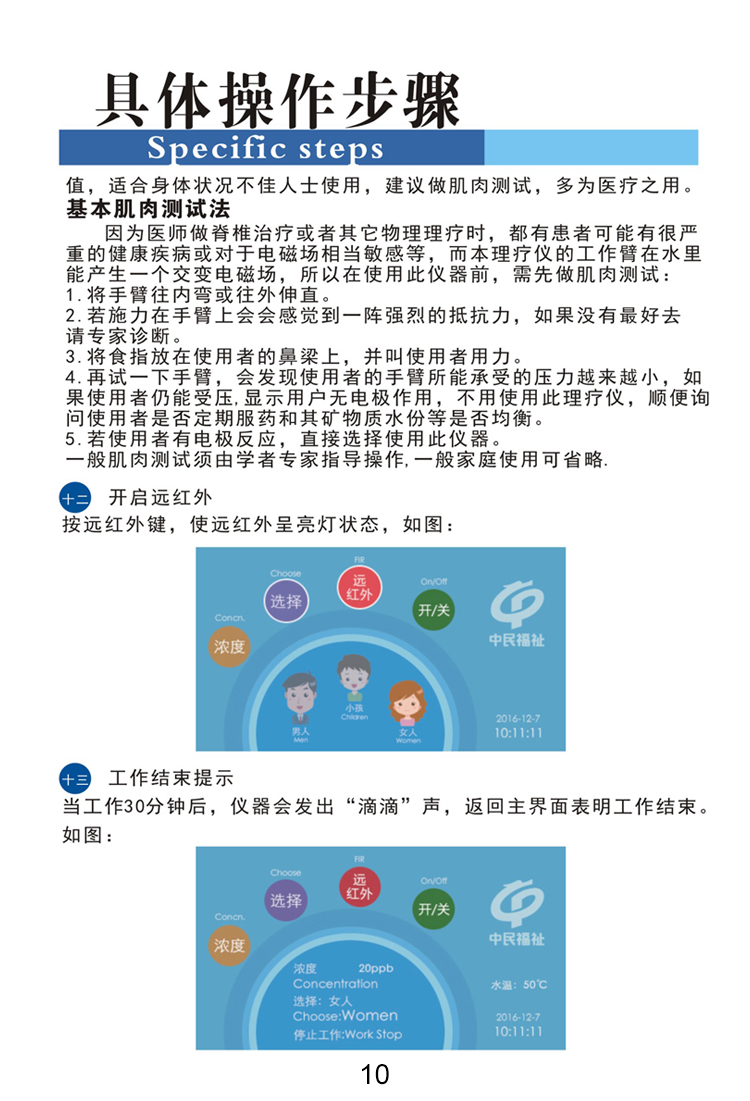 具体操作步骤
Specific steps
值，适合身体状况不佳人士使用，建议做肌肉测试，多为医疗之用。
基本肌肉测试法
因为医师做脊椎治疗或者其它物理理疗时，都有患者可能有很严
重的健康疾病或对于电磁场相当敏感等，而本理疗仪的工作臂在水里
能产生一个交变电磁场，所以在使用此仪器前，需先做肌肉测试：
1.将手臂往内弯或往外伸直。
2.若施力在手臂上会会感觉到一阵强烈的抵抗力，如果没有最好去
请专家诊断。
3.将食指放在使用者的鼻梁上，并叫使用者用力。
4.再试一下手臂，会发现使用者的手臂所能承受的压力越来越小，如
果使用者仍能受压,显示用户无电极作用，不用使用此理疗仪，顺便询
问使用者是否定期服药和其矿物质水份等是否均衡。
5.若使用者有电极反应，直接选择使用此仪器。
一般肌肉测试须由学者专家指导操作,一般家庭使用可省略.
十二 开启远红外
按远红外键，使远红外呈亮灯状态，如图：
FIR
远
红外
Choose
选择
On/Off
开/关
Concn.
浓度
中民福祉
小孩
Children
男人
Men
女人
Women
2016-12-7
10:11:11
十三 工作结束提示
当工作30分钟后，仪器会发出“滴滴”声，返回主界面表明工作结束。
如图：
FIR
远
红外
Choose
选择
On/Off
开/关
Concn.
浓度
中民福祉
浓度 20ppb
Concentration
选择：女人
Choose:Women
停止工作:Work Stop
水温：50℃
2016-12-7
10:11:11
10